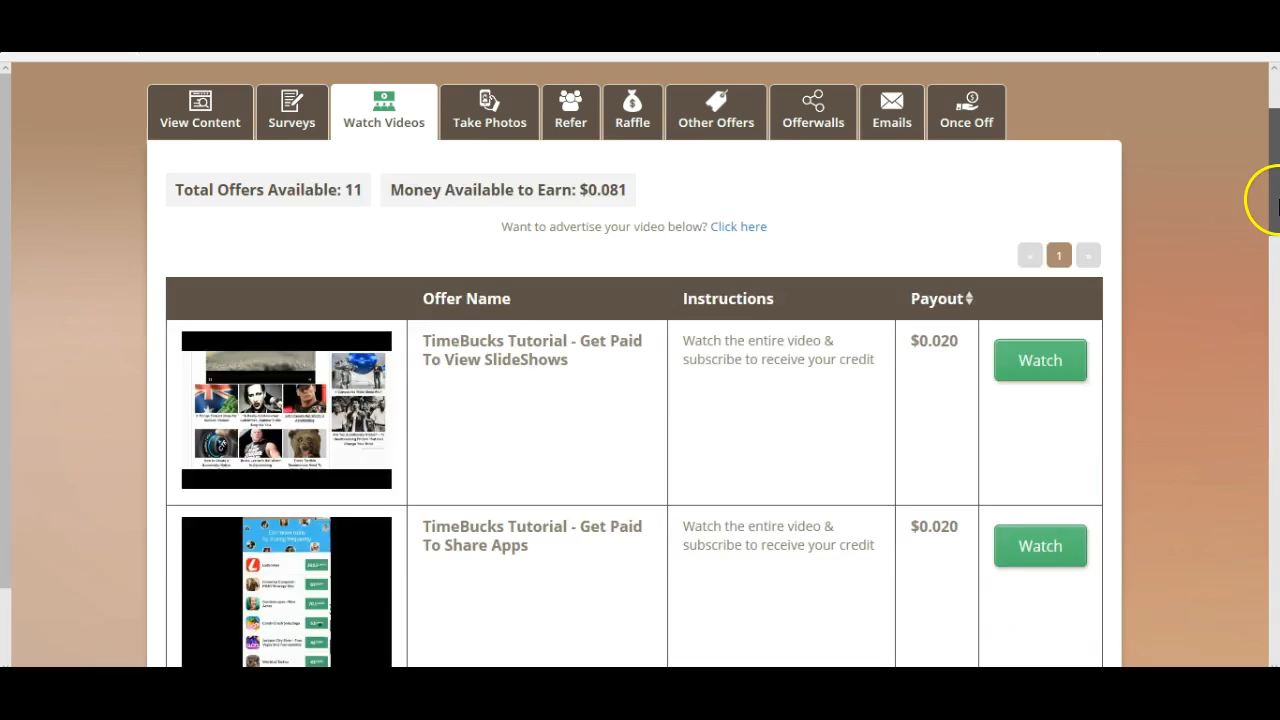 View Content
Surveys
Watch Videos
Take Photos
Refer
Raffle
Other Offers
Offerwalls
Emails
Once Off
Total Offers Available: 11
Money Available to Earn: $0.081
Want to advertise your video below? Click here
« 1 »
Offer Name
Instructions
Payout
TimeBucks Tutorial - Get Paid
To View SlideShows
Watch the entire video &
subscribe to receive your credit
$0.020
Watch
TimeBucks Tutorial - Get Paid
To Share Apps
Watch the entire video &
subscribe to receive your credit
$0.020
Watch